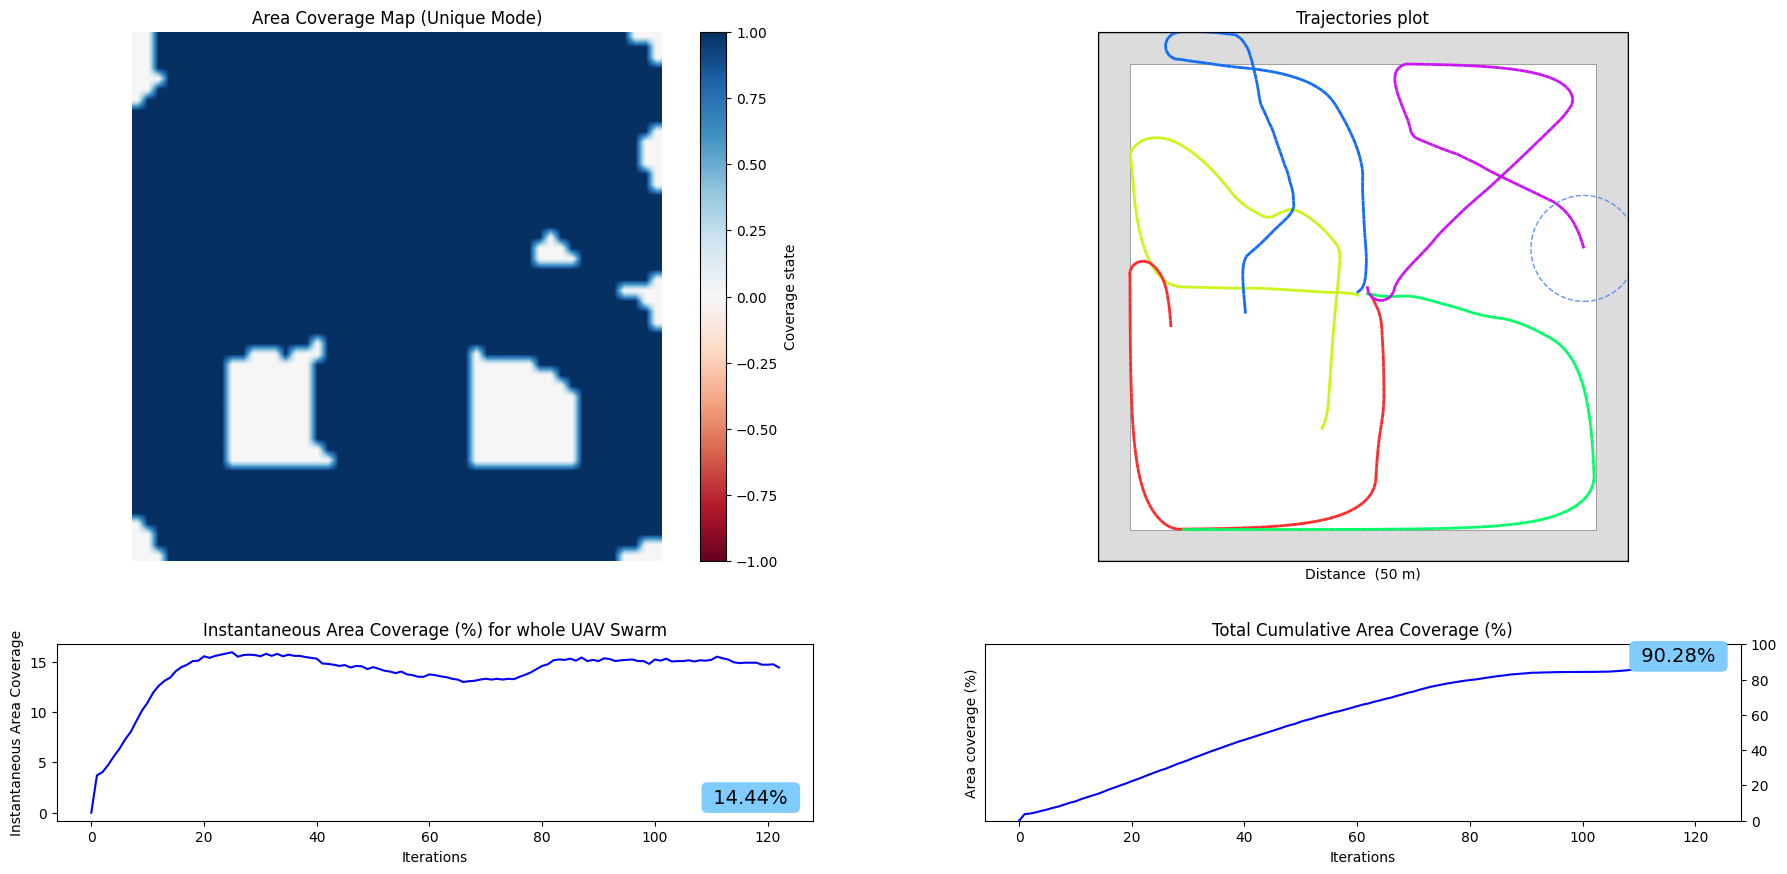 Area Coverage Map (Unique Mode)
1.00
0.75
0.50
0.25
0.00
−0.25
−0.50
−0.75
−1.00
Coverage state
Trajectories plot
Distance  (50 m)
Instantaneous Area Coverage (%) for whole UAV Swarm
Instantaneous Area Coverage
15
10
5
0
14.44%
0 20 40 60 80 100 120
Iterations
Total Cumulative Area Coverage (%)
Area coverage (%)
90.28%
100
80
60
40
20
0
0 20 40 60 80 100 120
Iterations